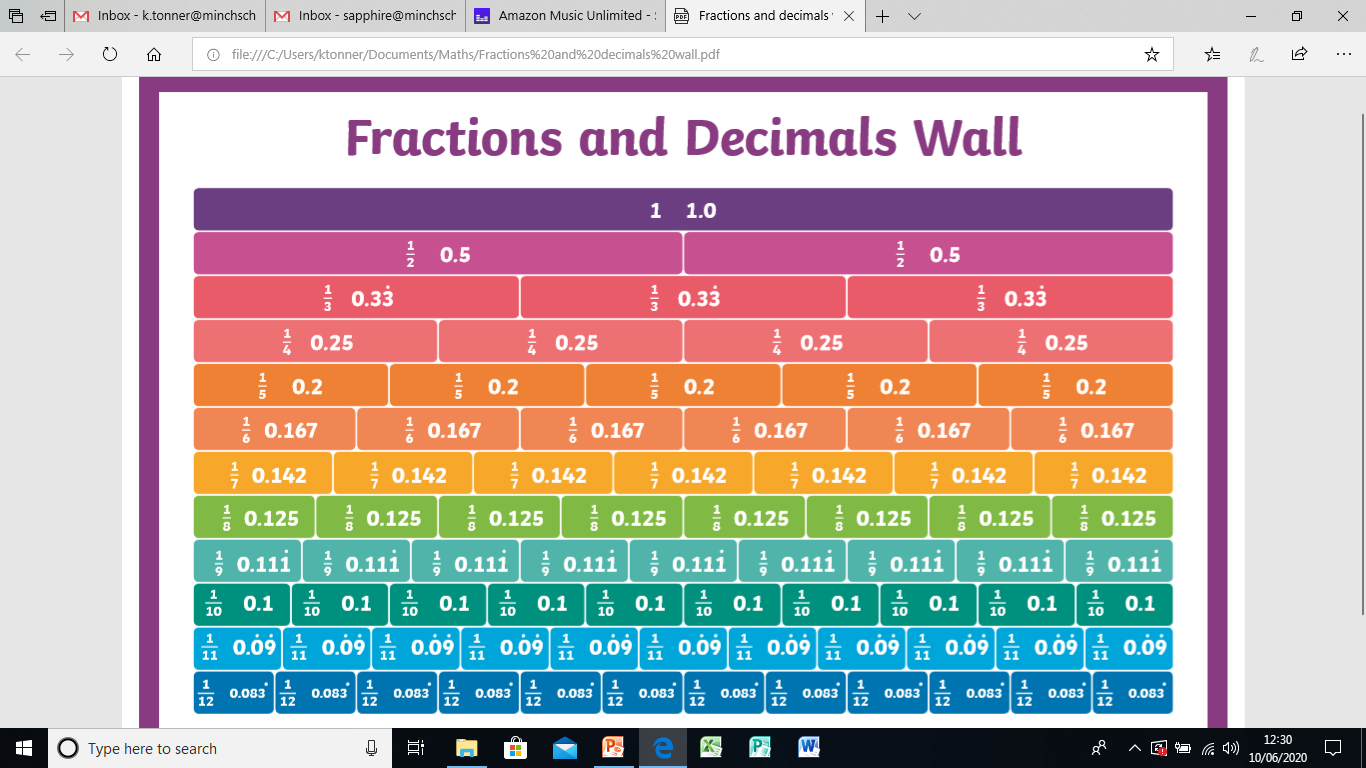 Inbox - k.tonner@minchsch
Inbox - sapphire@minchsch
Amazon Music Unlimited -
Fractions and decimals
file:///C:/Users/ktonner/Documents/Maths/Fractions%20and%20decimals%20wall.pdf
Fractions and Decimals Wall
1 1.0
1/2 0.5 1/2 0.5
1/3 0.33̇ 1/3 0.33̇ 1/3 0.33̇
1/4 0.25 1/4 0.25 1/4 0.25 1/4 0.25
1/5 0.2 1/5 0.2 1/5 0.2 1/5 0.2 1/5 0.2
1/6 0.167 1/6 0.167 1/6 0.167 1/6 0.167 1/6 0.167 1/6 0.167
1/7 0.142 1/7 0.142 1/7 0.142 1/7 0.142 1/7 0.142 1/7 0.142 1/7 0.142
1/8 0.125 1/8 0.125 1/8 0.125 1/8 0.125 1/8 0.125 1/8 0.125 1/8 0.125 1/8 0.125
1/9 0.111̇ 1/9 0.111̇ 1/9 0.111̇ 1/9 0.111̇ 1/9 0.111̇ 1/9 0.111̇ 1/9 0.111̇ 1/9 0.111̇ 1/9 0.111̇
1/10 0.1 1/10 0.1 1/10 0.1 1/10 0.1 1/10 0.1 1/10 0.1 1/10 0.1 1/10 0.1 1/10 0.1 1/10 0.1
1/11 0.0̇9̇ 1/11 0.0̇9̇ 1/11 0.0̇9̇ 1/11 0.0̇9̇ 1/11 0.0̇9̇ 1/11 0.0̇9̇ 1/11 0.0̇9̇ 1/11 0.0̇9̇ 1/11 0.0̇9̇ 1/11 0.0̇9̇ 1/11 0.0̇9̇
1/12 0.083̇ 1/12 0.083̇ 1/12 0.083̇ 1/12 0.083̇ 1/12 0.083̇ 1/12 0.083̇ 1/12 0.083̇ 1/12 0.083̇ 1/12 0.083̇ 1/12 0.083̇ 1/12 0.083̇ 1/12 0.083̇
Type here to search
12:30
10/06/2020